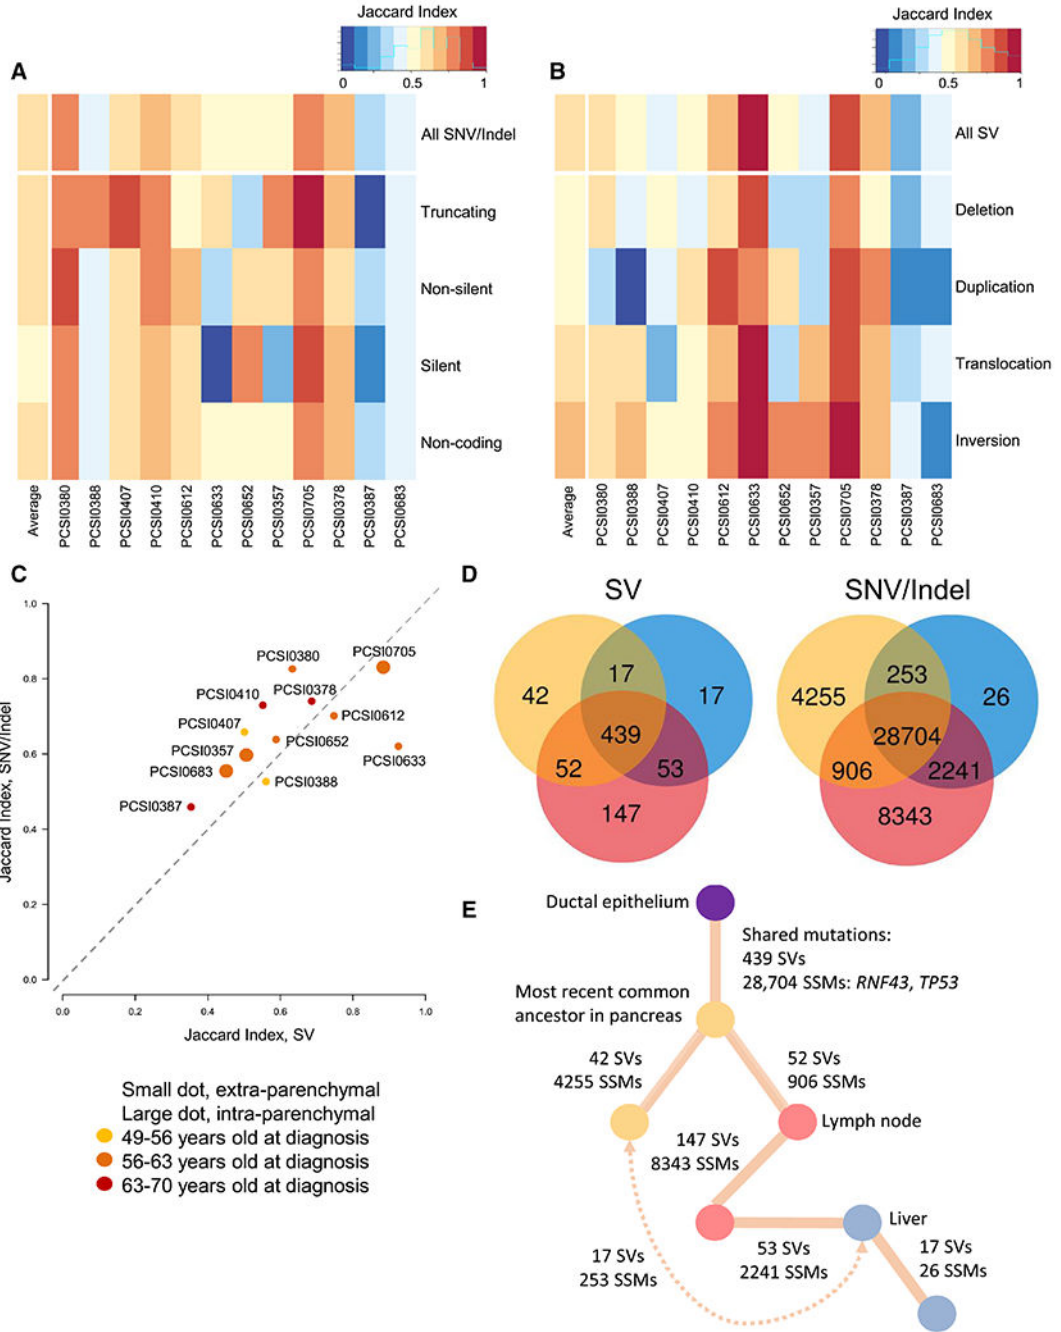 Jaccard Index
0 0.5 1
A
All SNV/Indel
Truncating
Non-silent
Silent
Non-coding
Average PCSI0380 PCSI0388 PCSI0407 PCSI0410 PCSI0612 PCSI0633 PCSI0652 PCSI0357 PCSI0705 PCSI0378 PCSI0387 PCSI0683
Jaccard Index
0 0.5 1
B
All SV
Deletion
Duplication
Translocation
Inversion
Average PCSI0380 PCSI0388 PCSI0407 PCSI0410 PCSI0612 PCSI0633 PCSI0652 PCSI0357 PCSI0705 PCSI0378 PCSI0387 PCSI0683
C
Jaccard Index, SNV/Indel
1.0
0.8
0.6
0.4
0.2
0.0
PCSI0380
PCSI0705
PCSI0410
PCSI0378
PCSI0407
PCSI0612
PCSI0357
PCSI0652
PCSI0633
PCSI0683
PCSI0388
PCSI0387
0.0 0.2 0.4 0.6 0.8 1.0
Jaccard Index, SV
Small dot, extra-parenchymal
Large dot, intra-parenchymal
49-56 years old at diagnosis
56-63 years old at diagnosis
63-70 years old at diagnosis
D
SV
42
17
17
439
52
53
147
SNV/Indel
4255
253
26
28704
906
2241
8343
E
Ductal epithelium
Shared mutations:
439 SVs
28,704 SSMs: RNF43, TP53
Most recent common
ancestor in pancreas
42 SVs
4255 SSMs
52 SVs
906 SSMs
Lymph node
147 SVs
8343 SSMs
Liver
17 SVs
253 SSMs
53 SVs
2241 SSMs
17 SVs
26 SSMs